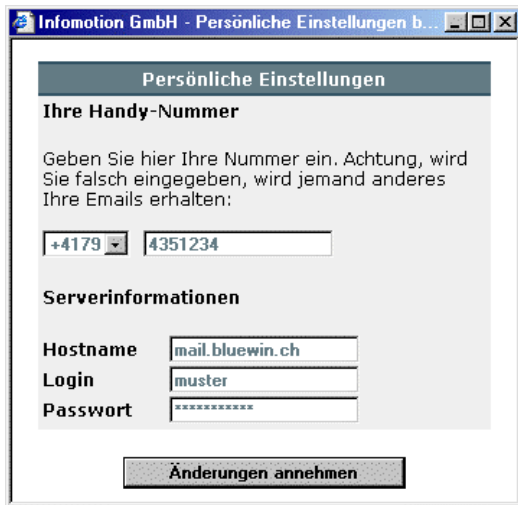 Infomotion GmbH - Persönliche Einstellungen b...
Persönliche Einstellungen
Ihre Handy-Nummer
Geben Sie hier Ihre Nummer ein. Achtung, wird
Sie falsch eingegeben, wird jemand anderes
Ihre Emails erhalten:
+4179 4351234
Serverinformationen
Hostname mail.bluewin.ch
Login muster
Passwort ***********
Änderungen annehmen